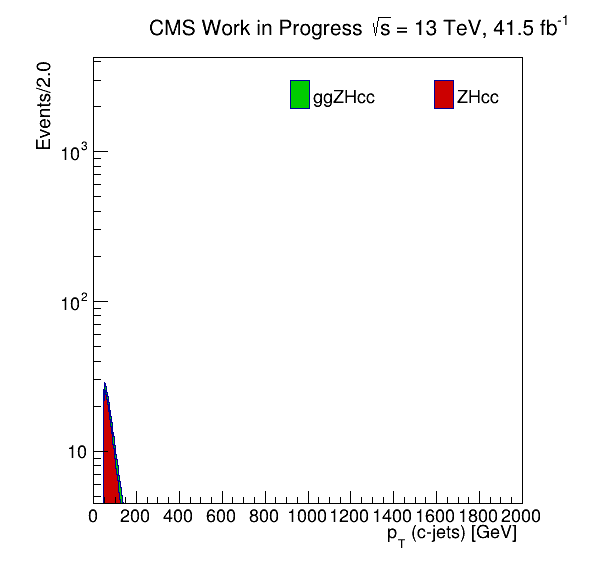 CMS Work in Progress √s = 13 TeV, 41.5 fb⁻¹
Events/2.0
ggZHcc ZHcc
10³
10²
10
0 200 400 600 800 1000 1200 1400 1600 1800 2000
p_T (c-jets) [GeV]